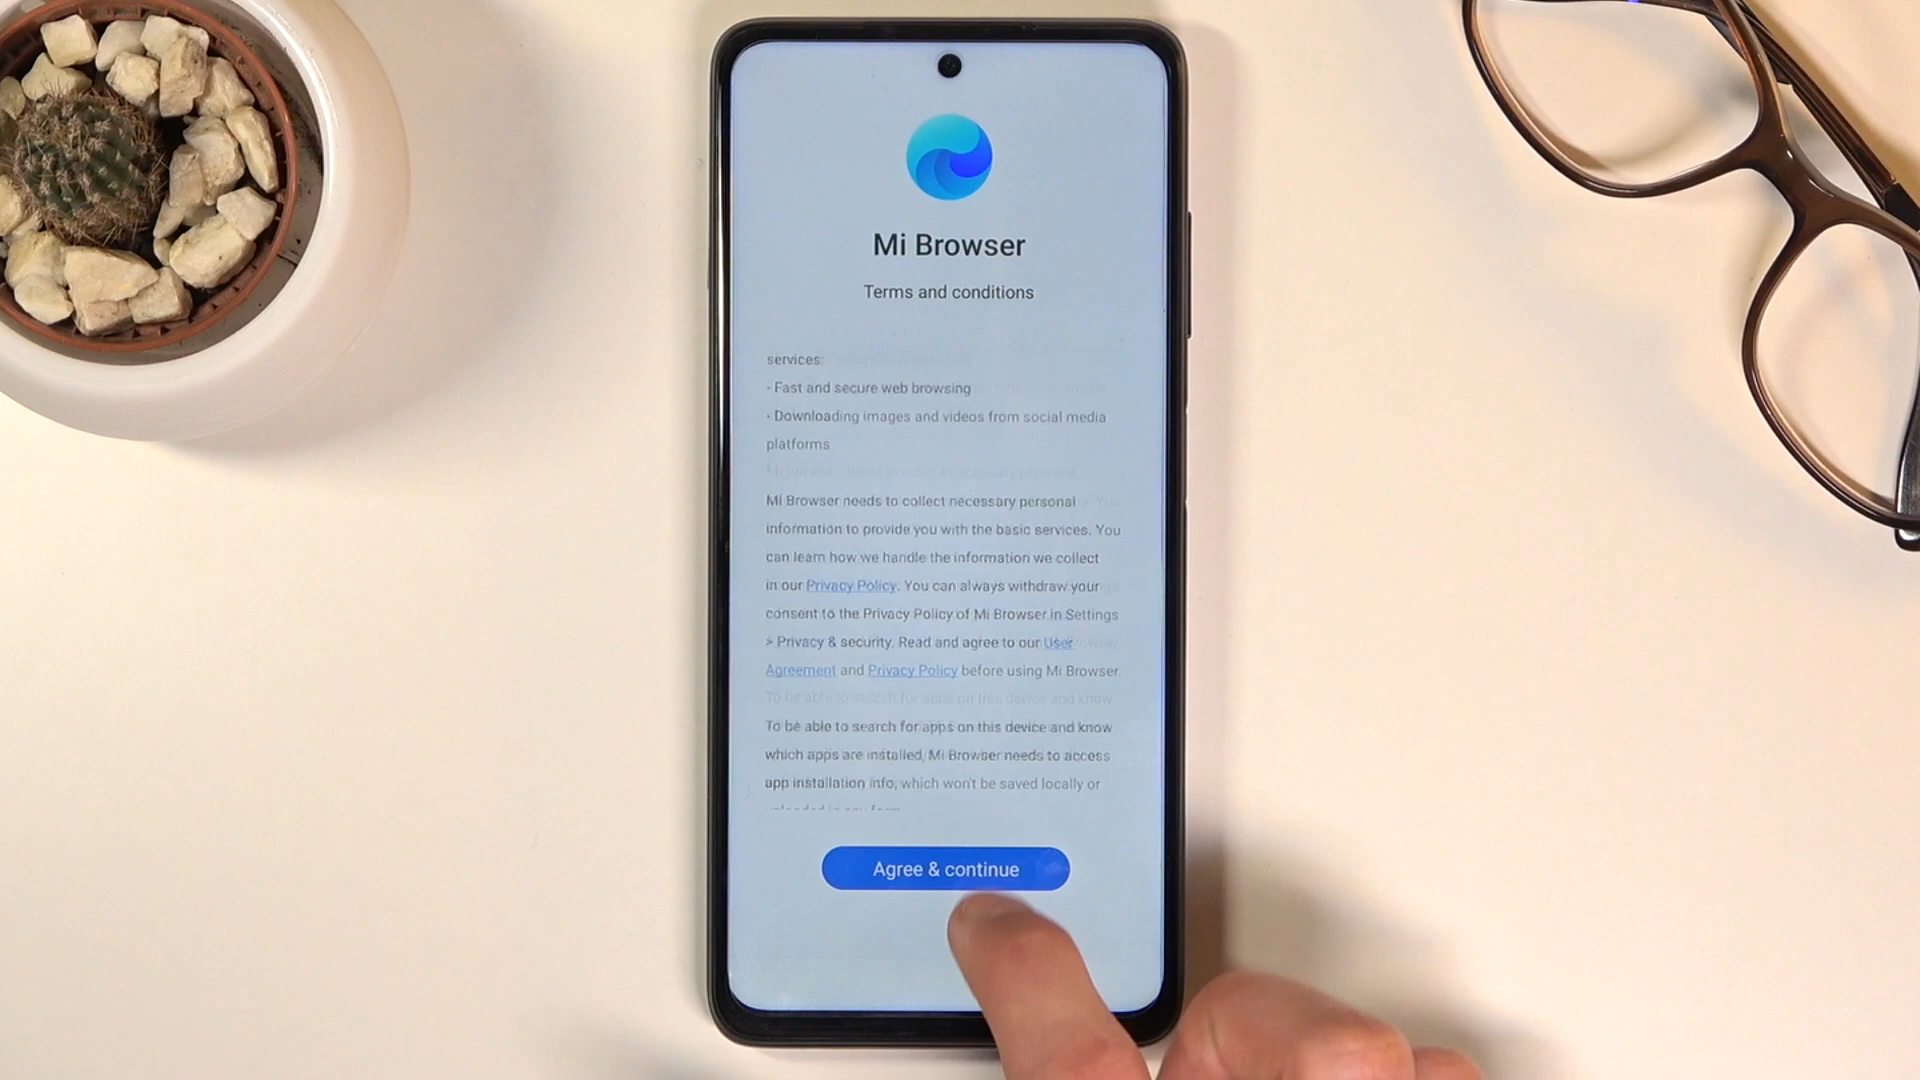 Mi Browser
Terms and conditions
services:
- Fast and secure web browsing
- Downloading images and videos from social media
platforms
Mi Browser needs to collect necessary personal
information to provide you with the basic services. You
can learn how we handle the information we collect
in our Privacy Policy. You can always withdraw your
consent to the Privacy Policy of Mi Browser in Settings
> Privacy & security. Read and agree to our User
Agreement and Privacy Policy before using Mi Browser.
To be able to search for apps on this device and know
which apps are installed, Mi Browser needs to access
app installation info, which won't be saved locally or
uploaded in any form.
Agree & continue